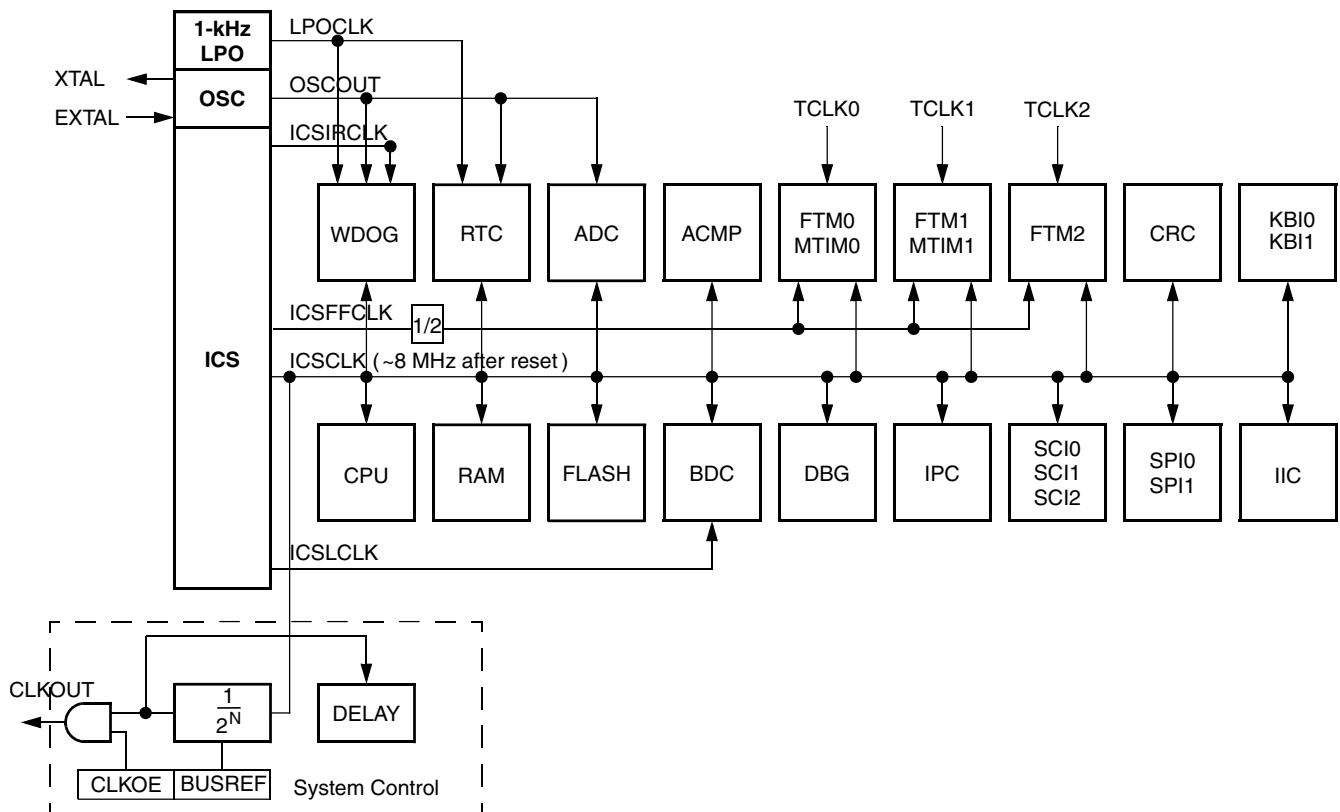 1-kHz
LPO
LPOCLK
XTAL
OSC
OSCOUT
EXTAL
ICSIRCLK
TCLK0
TCLK1
TCLK2
WDOG
RTC
ADC
ACMP
FTM0
MTIM0
FTM1
MTIM1
FTM2
CRC
KBI0
KBI1
ICSFFCLK
1/2
ICS
ICSCLK (~8 MHz after reset)
CPU
RAM
FLASH
BDC
DBG
IPC
SCI0
SCI1
SCI2
SPI0
SPI1
IIC
ICSLCLK
CLKOUT
1
2^N
DELAY
CLKOE
BUSREF
System Control